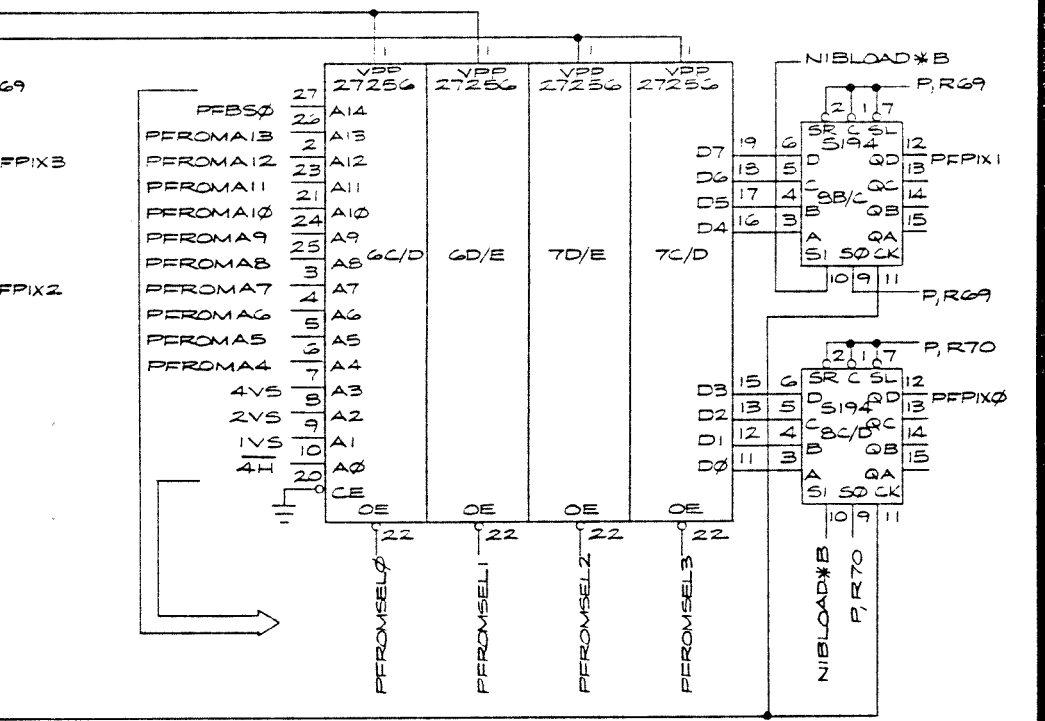 1 1 1 1
VPP VPP VPP VPP
27256 27256 27256 27256
69
FPIX3
FPIX2
PFBSØ 27 A14
PFROMA13 26 A13
PFROMA12 2 A12
PFROMA11 23 A11
PFROMA1Ø 21 A1Ø
PFROMA9 24 A9
PFROMA8 25 A8
PFROMA7 3 A7
PFROMA6 4 A6
PFROMA5 5 A5
PFROMA4 6 A4
4VS 7 A3
2VS 8 A2
1VS 9 A1
4H 10 AØ
20 CE
6C/D 6D/E 7D/E 7C/D
OE OE OE OE
22 22 22 22
PFROMSELØ
PFROMSEL1
PFROMSEL2
PFROMSEL3
D7 19 6 D
D6 18 5 C
D5 17 4 B
D4 16 3 A
NIBLOAD*B
P,R69
2 1 7
SR C SL
S194
8B/C
QD 12 PFPIX1
QC 13
QB 14
QA 15
S1 SØ CK
10 9 11
P,R69
D3 15 6 D
D2 13 5 C
D1 12 4 B
DØ 11 3 A
P,R70
2 1 7
SR C SL
S194
8C/D
QD 12 PFPIXØ
QC 13
QB 14
QA 15
S1 SØ CK
10 9 11
NIBLOAD*B
P,R70